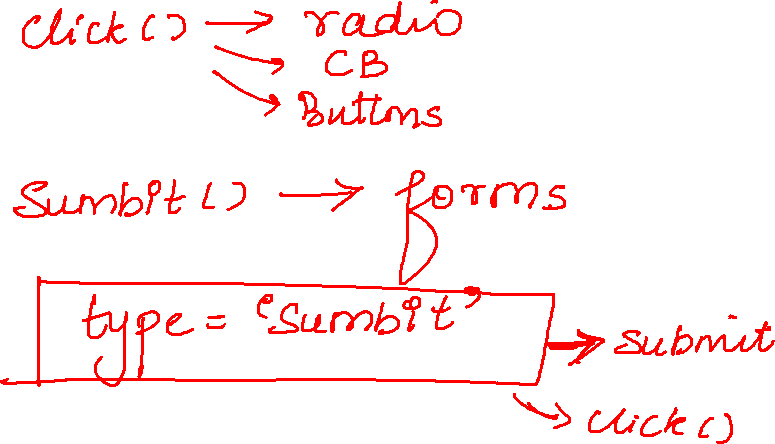 click() → radio
→ CB
→ Buttons
Sumbit() → forms
type = 'Sumbit'
→ submit
→ click()